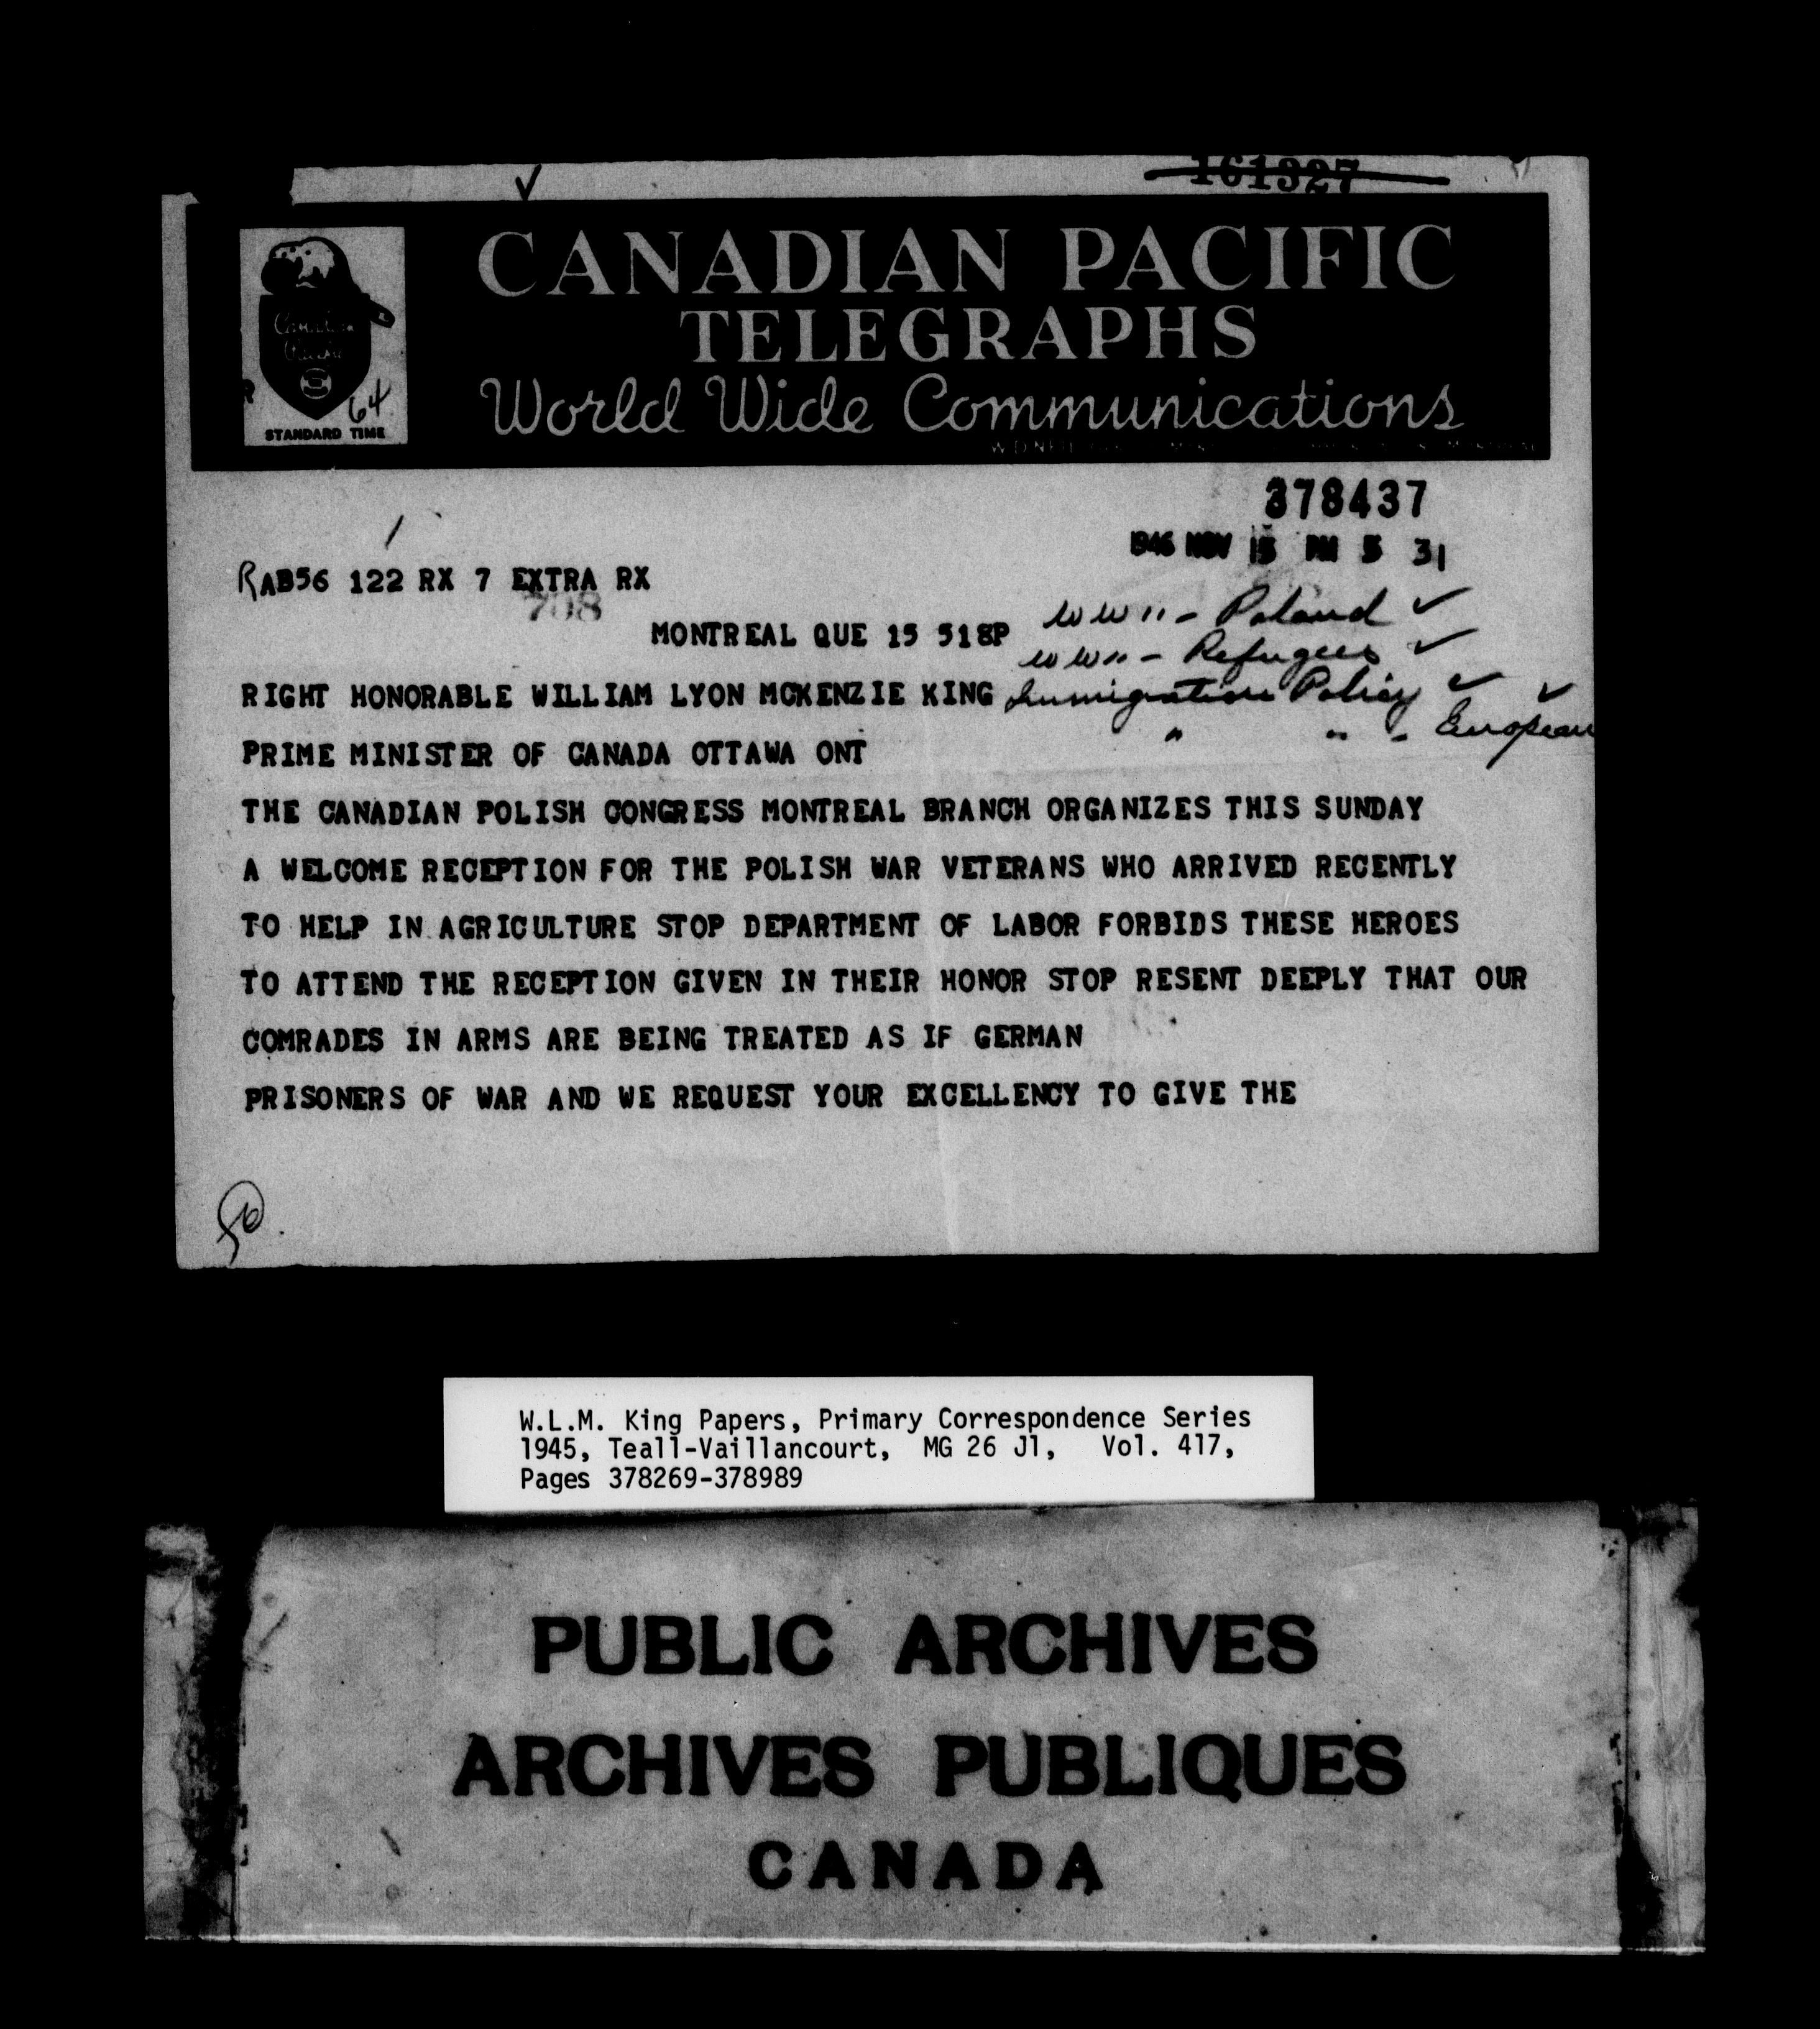 161327
CANADIAN PACIFIC
TELEGRAPHS
World Wide Communications
Canadian
Pacific
64
STANDARD TIME
378437
1946 NOV 15 PM 5 31
RAB56 122 RX 7 EXTRA RX
708
MONTREAL QUE 15 518P
WW II - Poland ✓
WW II - Refugees ✓
RIGHT HONORABLE WILLIAM LYON MCKENZIE KING
Immigration Policy ✓
" " - European ✓
PRIME MINISTER OF CANADA OTTAWA ONT
THE CANADIAN POLISH CONGRESS MONTREAL BRANCH ORGANIZES THIS SUNDAY
A WELCOME RECEPTION FOR THE POLISH WAR VETERANS WHO ARRIVED RECENTLY
TO HELP IN AGRICULTURE STOP DEPARTMENT OF LABOR FORBIDS THESE HEROES
TO ATTEND THE RECEPTION GIVEN IN THEIR HONOR STOP RESENT DEEPLY THAT OUR
COMRADES IN ARMS ARE BEING TREATED AS IF GERMAN
PRISONERS OF WAR AND WE REQUEST YOUR EXCELLENCY TO GIVE THE
W.L.M. King Papers, Primary Correspondence Series
1945, Teall-Vaillancourt, MG 26 J1, Vol. 417,
Pages 378269-378989
PUBLIC ARCHIVES
ARCHIVES PUBLIQUES
CANADA